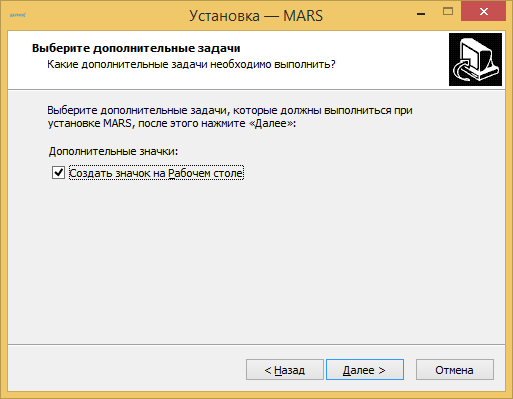 Установка — MARS
Выберите дополнительные задачи
Какие дополнительные задачи необходимо выполнить?
Выберите дополнительные задачи, которые должны выполниться при
установке MARS, после этого нажмите «Далее»:
Дополнительные значки:
Создать значок на Рабочем столе
< Назад
Далее >
Отмена